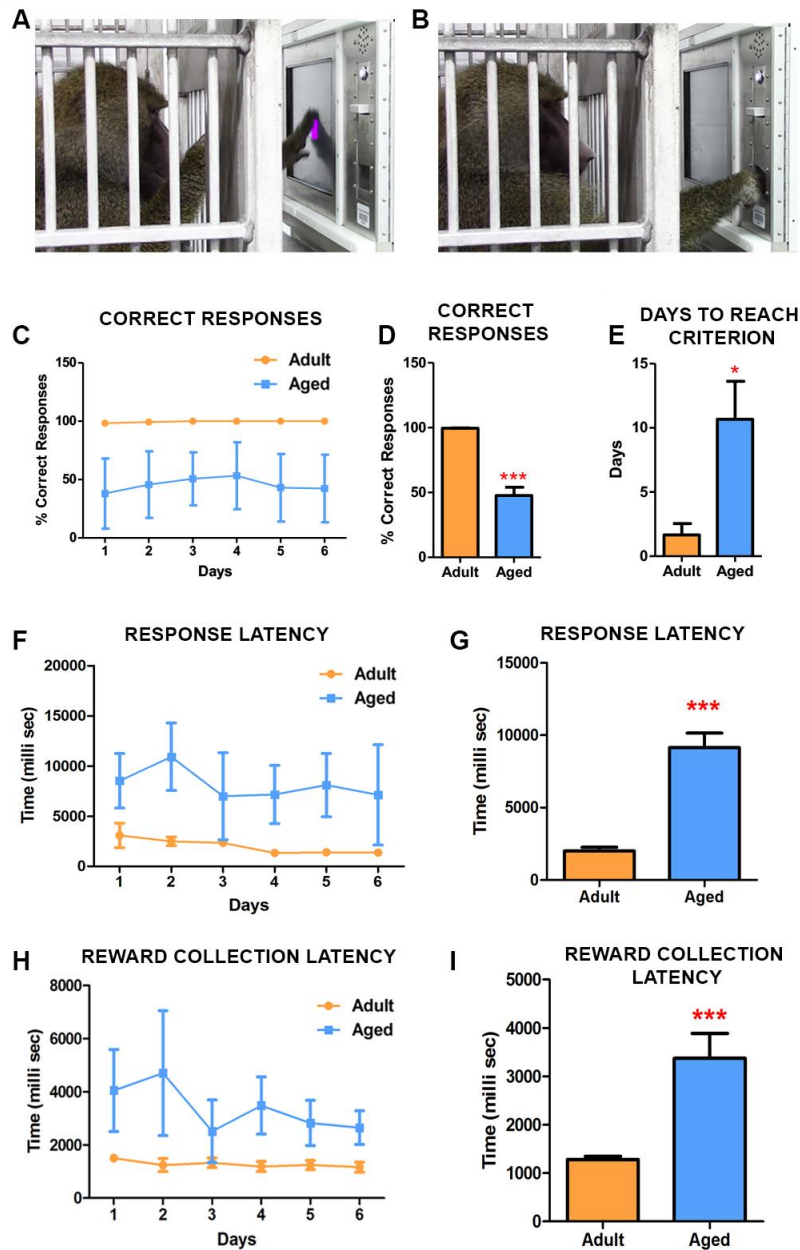 A
B
C
CORRECT RESPONSES
Adult
Aged
150
100
50
0
% Correct Responses
1 2 3 4 5 6
Days
D
CORRECT
RESPONSES
150
100
50
0
% Correct Responses
***
Adult Aged
E
DAYS TO REACH
CRITERION
15
10
5
0
Days
*
Adult Aged
F
RESPONSE LATENCY
Adult
Aged
20000
15000
10000
5000
0
Time (milli sec)
1 2 3 4 5 6
Days
G
RESPONSE LATENCY
15000
10000
5000
0
Time (milli sec)
***
Adult Aged
H
REWARD COLLECTION LATENCY
Adult
Aged
8000
6000
4000
2000
0
Time (milli sec)
1 2 3 4 5 6
Days
I
REWARD COLLECTION
LATENCY
5000
4000
3000
2000
1000
0
Time (milli sec)
***
Adult Aged